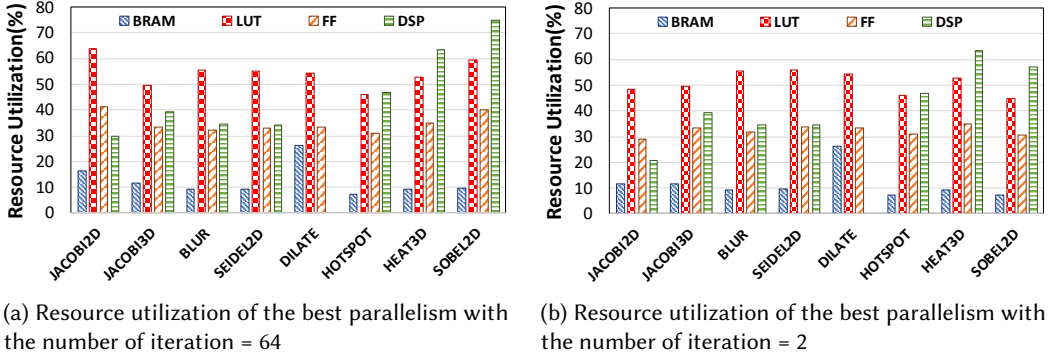 Resource Utilization(%)
80
70
60
50
40
30
20
10
0
BRAM LUT FF DSP
JACOBI2D
JACOBI3D
BLUR
SEIDEL2D
DILATE
HOTSPOT
HEAT3D
SOBEL2D
(a) Resource utilization of the best parallelism with
the number of iteration = 64
Resource Utilization(%)
80
70
60
50
40
30
20
10
0
BRAM LUT FF DSP
JACOBI2D
JACOBI3D
BLUR
SEIDEL2D
DILATE
HOTSPOT
HEAT3D
SOBEL2D
(b) Resource utilization of the best parallelism with
the number of iteration = 2